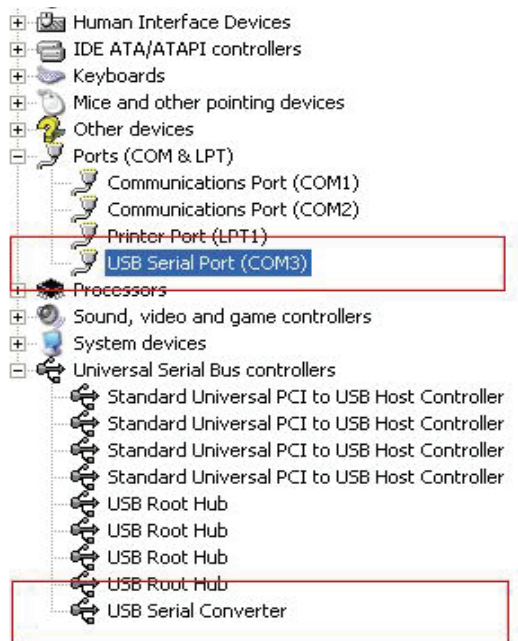 Human Interface Devices
IDE ATA/ATAPI controllers
Keyboards
Mice and other pointing devices
Other devices
Ports (COM & LPT)
Communications Port (COM1)
Communications Port (COM2)
Printer Port (LPT1)
USB Serial Port (COM3)
Processors
Sound, video and game controllers
System devices
Universal Serial Bus controllers
Standard Universal PCI to USB Host Controller
Standard Universal PCI to USB Host Controller
Standard Universal PCI to USB Host Controller
Standard Universal PCI to USB Host Controller
USB Root Hub
USB Root Hub
USB Root Hub
USB Root Hub
USB Serial Converter